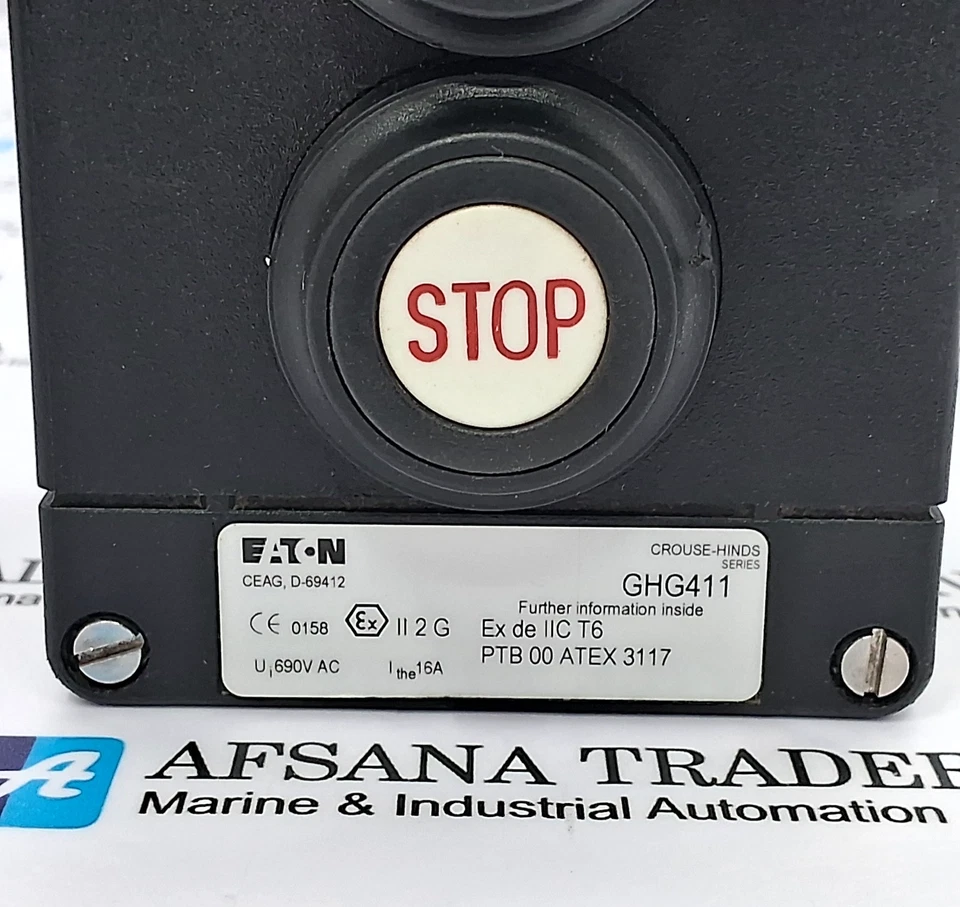 STOP
EATON
CEAG, D-69412
CROUSE-HINDS
SERIES
GHG411
Further information inside
CE 0158 Ex II 2 G Ex de IIC T6
PTB 00 ATEX 3117
Ui 690V AC Ithe 16A
A AFSANA TRADER
Marine & Industrial Automation